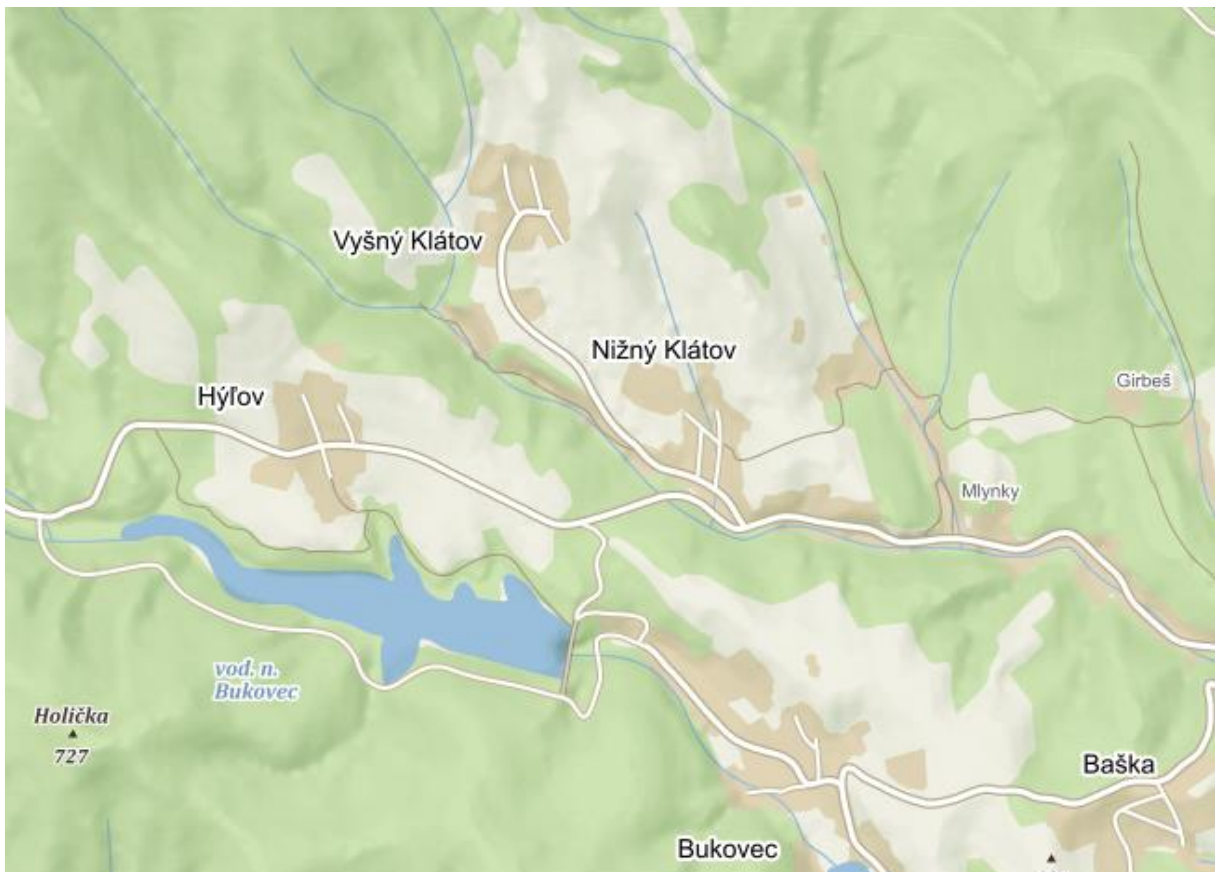 Vyšný Klátov
Nižný Klátov
Girbeš
Hýľov
Mlynky
vod. n.
Bukovec
Holička
727
Baška
Bukovec